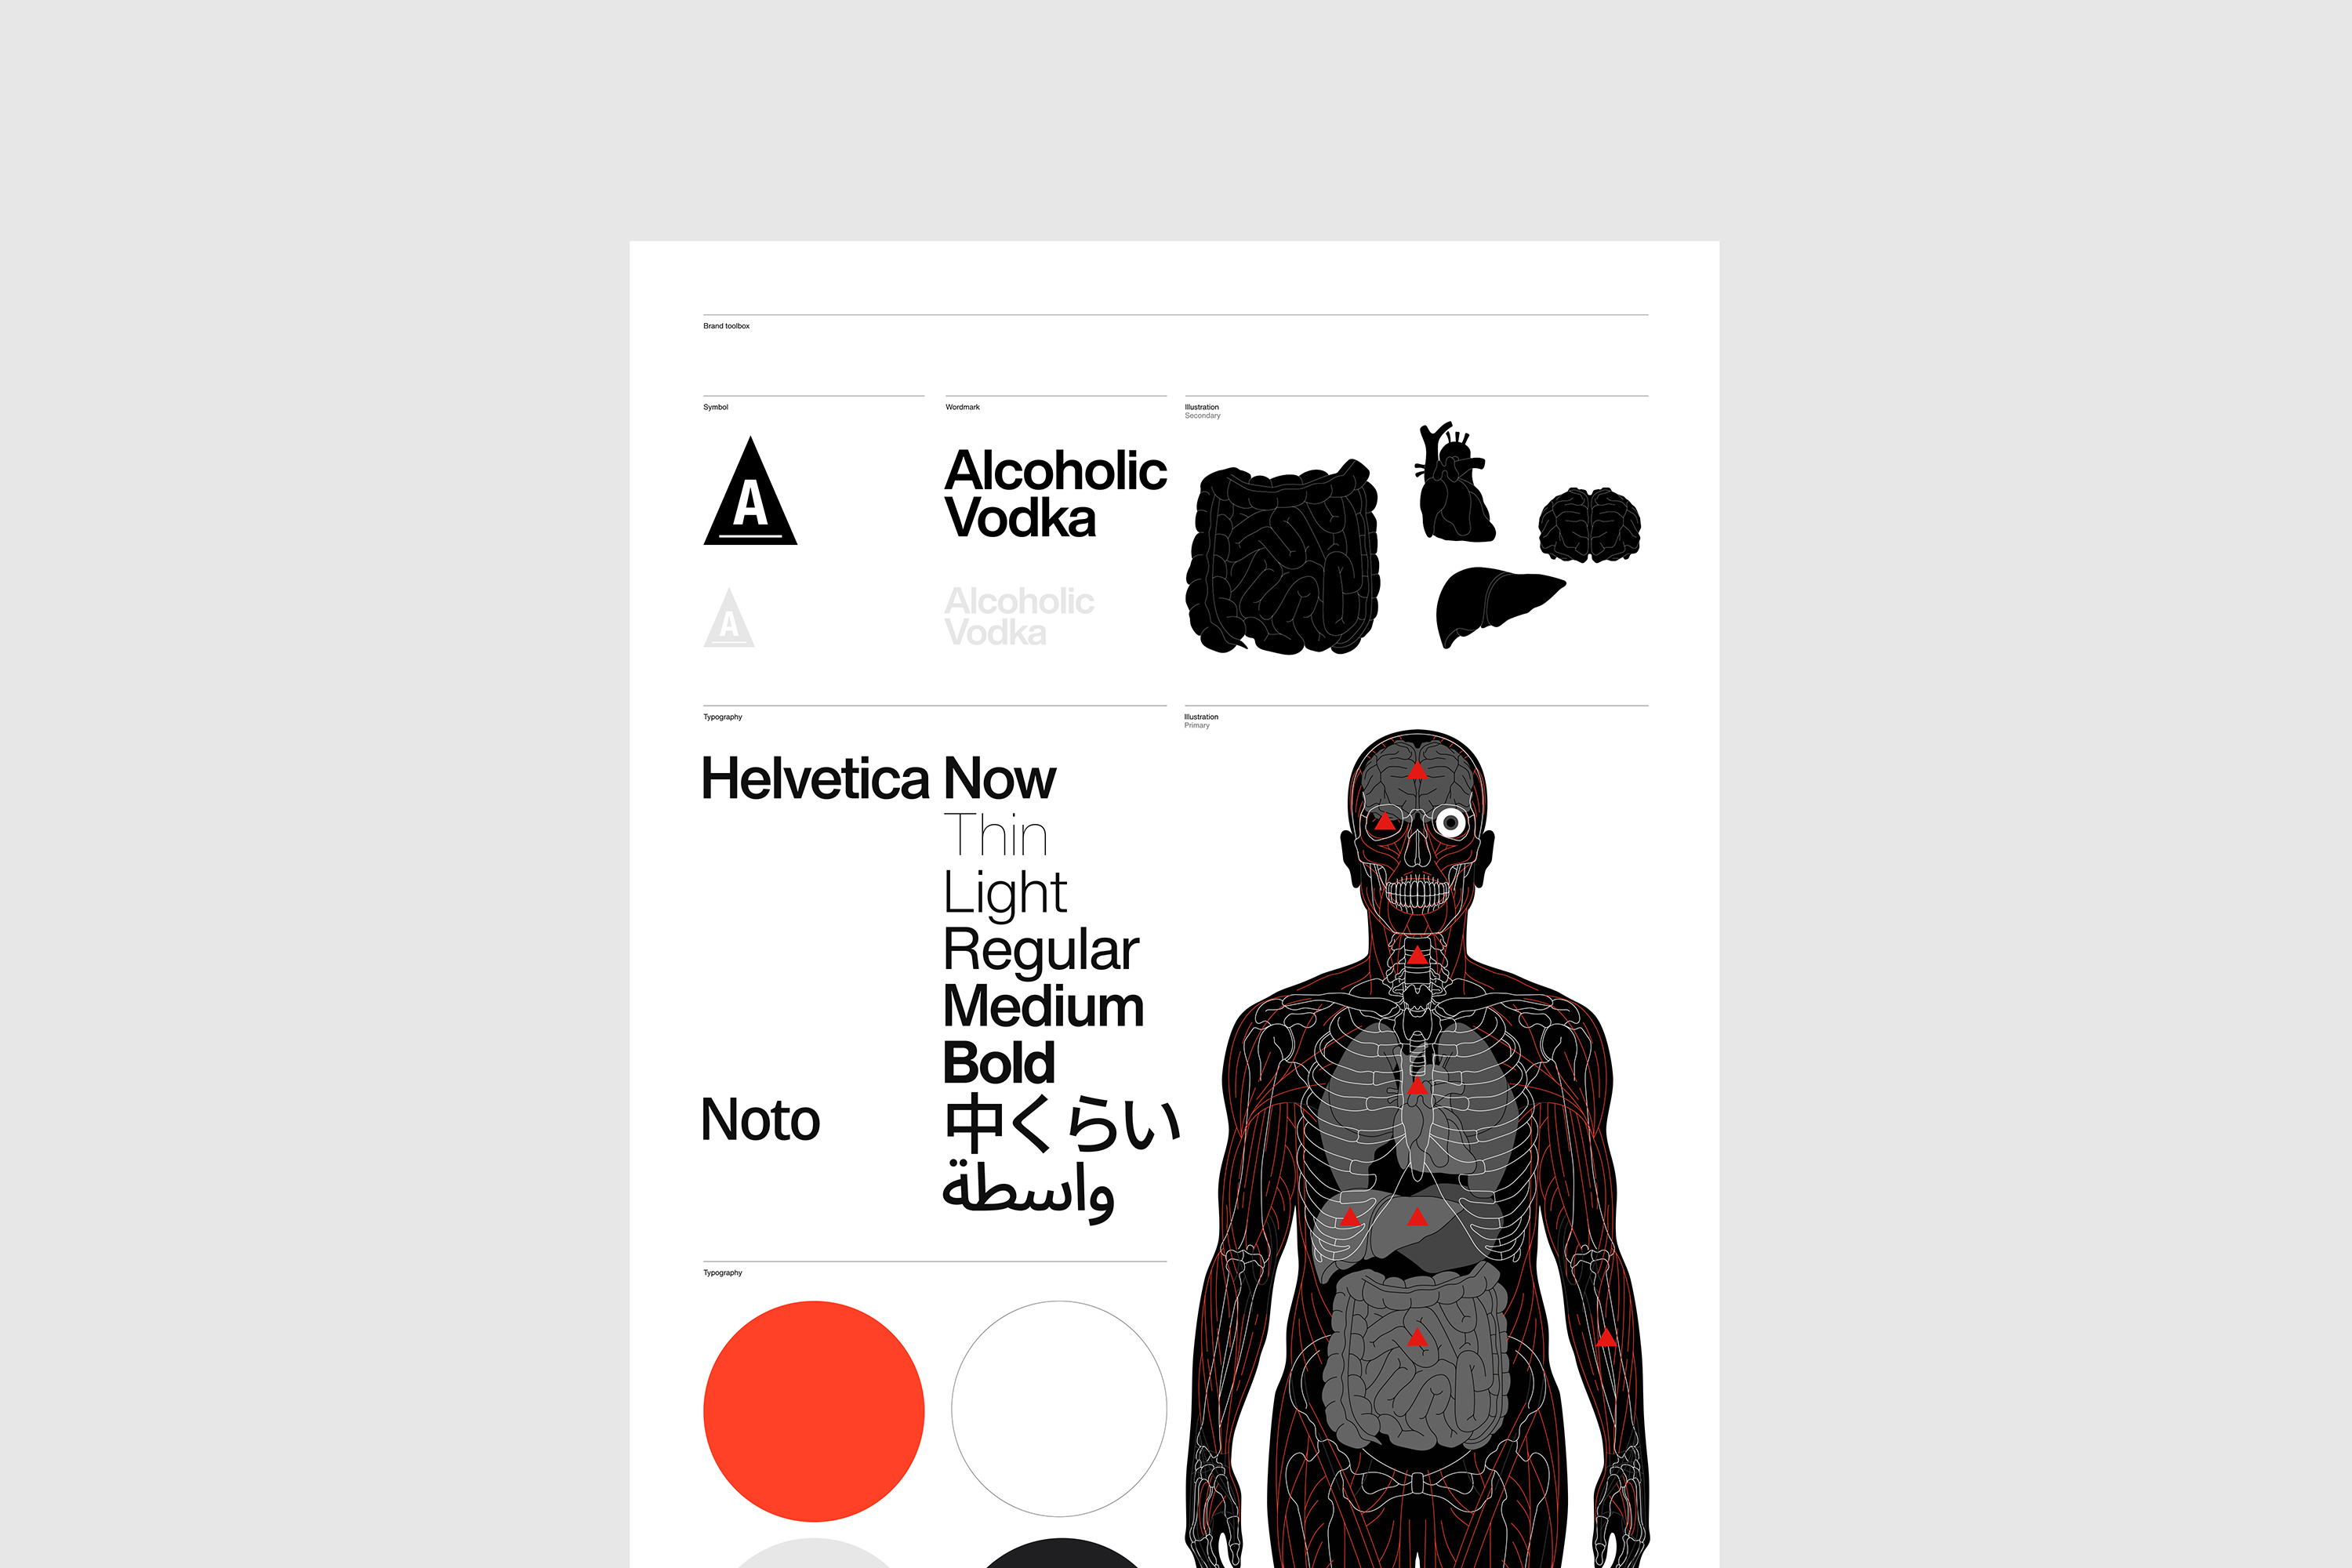 Brand toolbox
Symbol
A
A
Wordmark
Alcoholic
Vodka
Alcoholic
Vodka
Illustration
Secondary
Typography
Helvetica Now
Thin
Light
Regular
Medium
Bold
Noto
中くらい
واسطة
Illustration
Primary
Typography